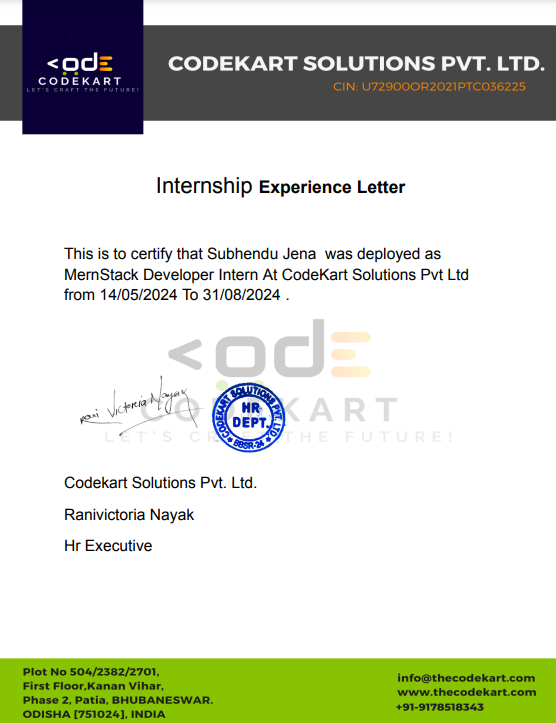 <ODE
CODEKART
LET'S CRAFT THE FUTURE!
CODEKART SOLUTIONS PVT. LTD.
CIN: U72900OR2021PTC036225
Internship Experience Letter
This is to certify that Subhendu Jena was deployed as
MernStack Developer Intern At CodeKart Solutions Pvt Ltd
from 14/05/2024 To 31/08/2024 .
<ODE
CODEKART
LET'S CRAFT THE FUTURE!
Rani Victoria Nayak
CODEKART SOLUTIONS PVT. LTD
HR
DEPT.
BBSR-24
Codekart Solutions Pvt. Ltd.
Ranivictoria Nayak
Hr Executive
Plot No 504/2382/2701,
First Floor,Kanan Vihar,
Phase 2, Patia, BHUBANESWAR.
ODISHA [751024], INDIA
info@thecodekart.com
www.thecodekart.com
+91-9178518343